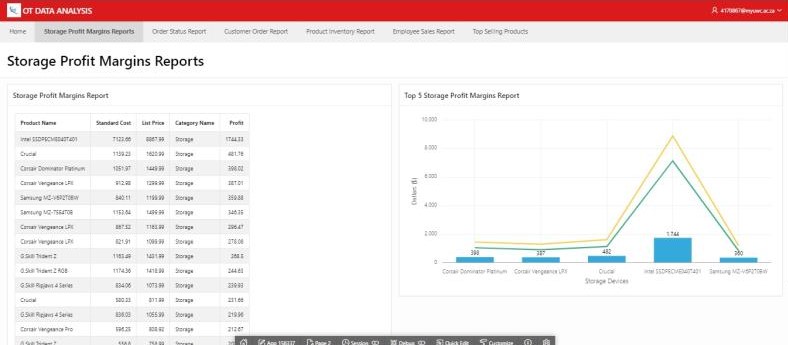 OT DATA ANALYSIS
4178867@myuwc.ac.za
Home Storage Profit Margins Reports Order Status Report Customer Order Report Product Inventory Report Employee Sales Report Top Selling Products
Storage Profit Margins Reports
Storage Profit Margins Report
Product Name Standard Cost List Price Category Name Profit
Intel SSDPECME040T401 7123.66 8867.99 Storage 1744.33
Crucial 1139.23 1620.99 Storage 481.76
Corsair Dominator Platinum 1051.97 1449.99 Storage 398.02
Corsair Vengeance LPX 912.98 1299.99 Storage 387.01
Samsung MZ-V6P2T0BW 840.11 1199.99 Storage 359.88
Samsung MZ-75E4T0B 1153.64 1499.99 Storage 346.35
Corsair Vengeance LPX 867.52 1163.99 Storage 296.47
Corsair Vengeance LPX 821.91 1099.99 Storage 278.08
G.Skill Trident Z 1163.49 1431.99 Storage 268.5
G.Skill Trident Z RGB 1174.36 1418.99 Storage 244.63
G.Skill Ripjaws 4 Series 834.06 1073.99 Storage 239.93
Crucial 580.33 811.99 Storage 231.66
G.Skill Ripjaws 4 Series 836.03 1055.99 Storage 219.96
Corsair Vengeance Pro 596.25 808.92 Storage 212.67
G.Skill Trident Z Storage
Top 5 Storage Profit Margins Report
10,000
8,000
6,000
4,000
2,000
0
Dollars ($)
398 387 482 1,744 360
Corsair Dominator Platinum Corsair Vengeance LPX Crucial Intel SSDPECME040T401 Samsung MZ-V6P2T0BW
Storage Devices
App 158337 Page 2 Session Debug Quick Edit Customize